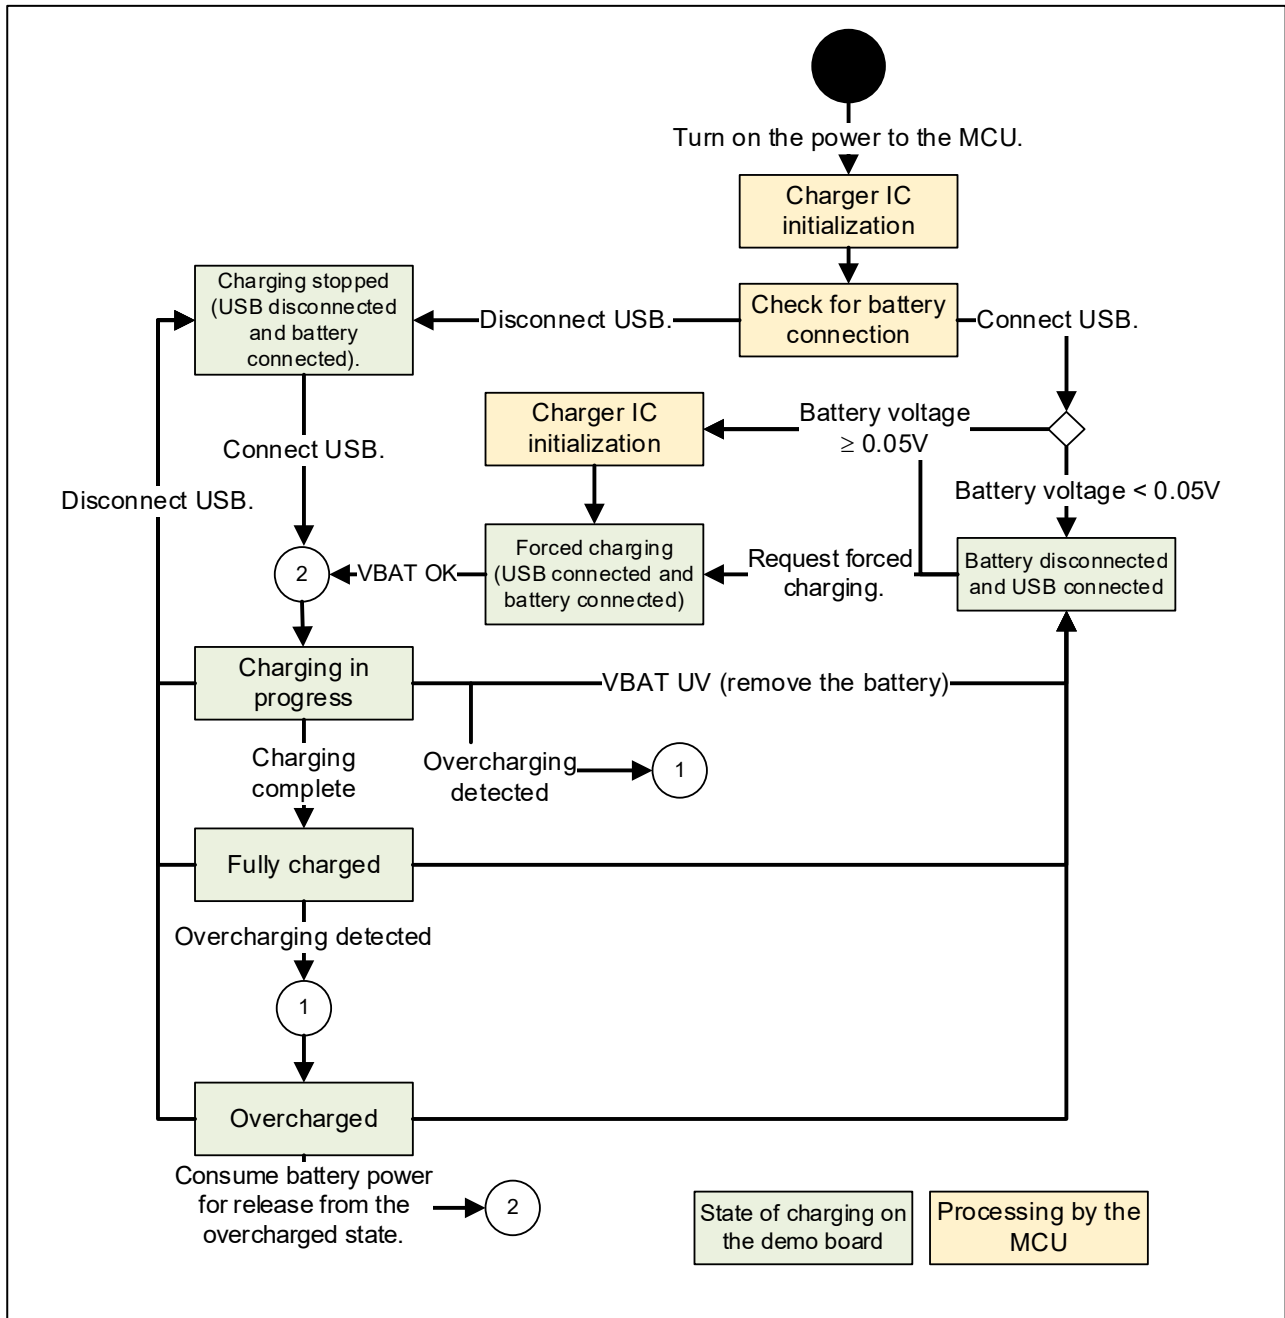 Turn on the power to the MCU.
Charger IC
initialization
Charging stopped
(USB disconnected
and battery
connected).
Disconnect USB.
Check for battery
connection
Connect USB.
Charger IC
initialization
Battery voltage
≥ 0.05V
Connect USB.
Battery voltage < 0.05V
Disconnect USB.
2
VBAT OK
Forced charging
(USB connected and
battery connected)
Request forced
charging.
Battery disconnected
and USB connected
Charging in
progress
VBAT UV (remove the battery)
Charging
complete
Overcharging
detected
1
Fully charged
Overcharging detected
1
Overcharged
Consume battery power
for release from the
overcharged state.
2
State of charging on
the demo board
Processing by the
MCU